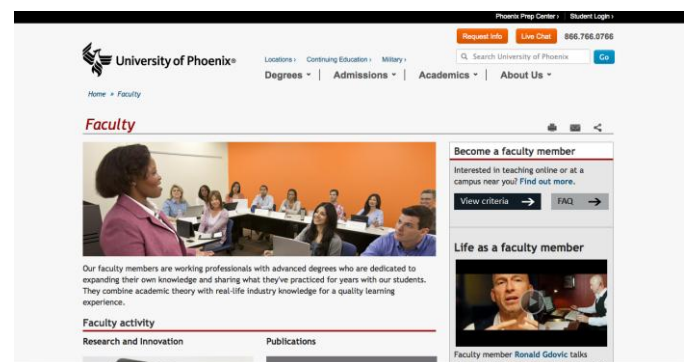 Phoenix Prep Center › Student Login ›
Request Info Live Chat 866.766.0766
University of Phoenix®
Locations › Continuing Education › Military ›
Search University of Phoenix Go
Degrees Admissions Academics About Us
Home » Faculty
Faculty
Our faculty members are working professionals with advanced degrees who are dedicated to
expanding their own knowledge and sharing what they've practiced for years with our students.
They combine academic theory with real-life industry knowledge for a quality learning
experience.
Faculty activity
Research and Innovation
Publications
Become a faculty member
Interested in teaching online or at a
campus near you? Find out more.
View criteria → FAQ →
Life as a faculty member
Faculty member Ronald Gdovic talks